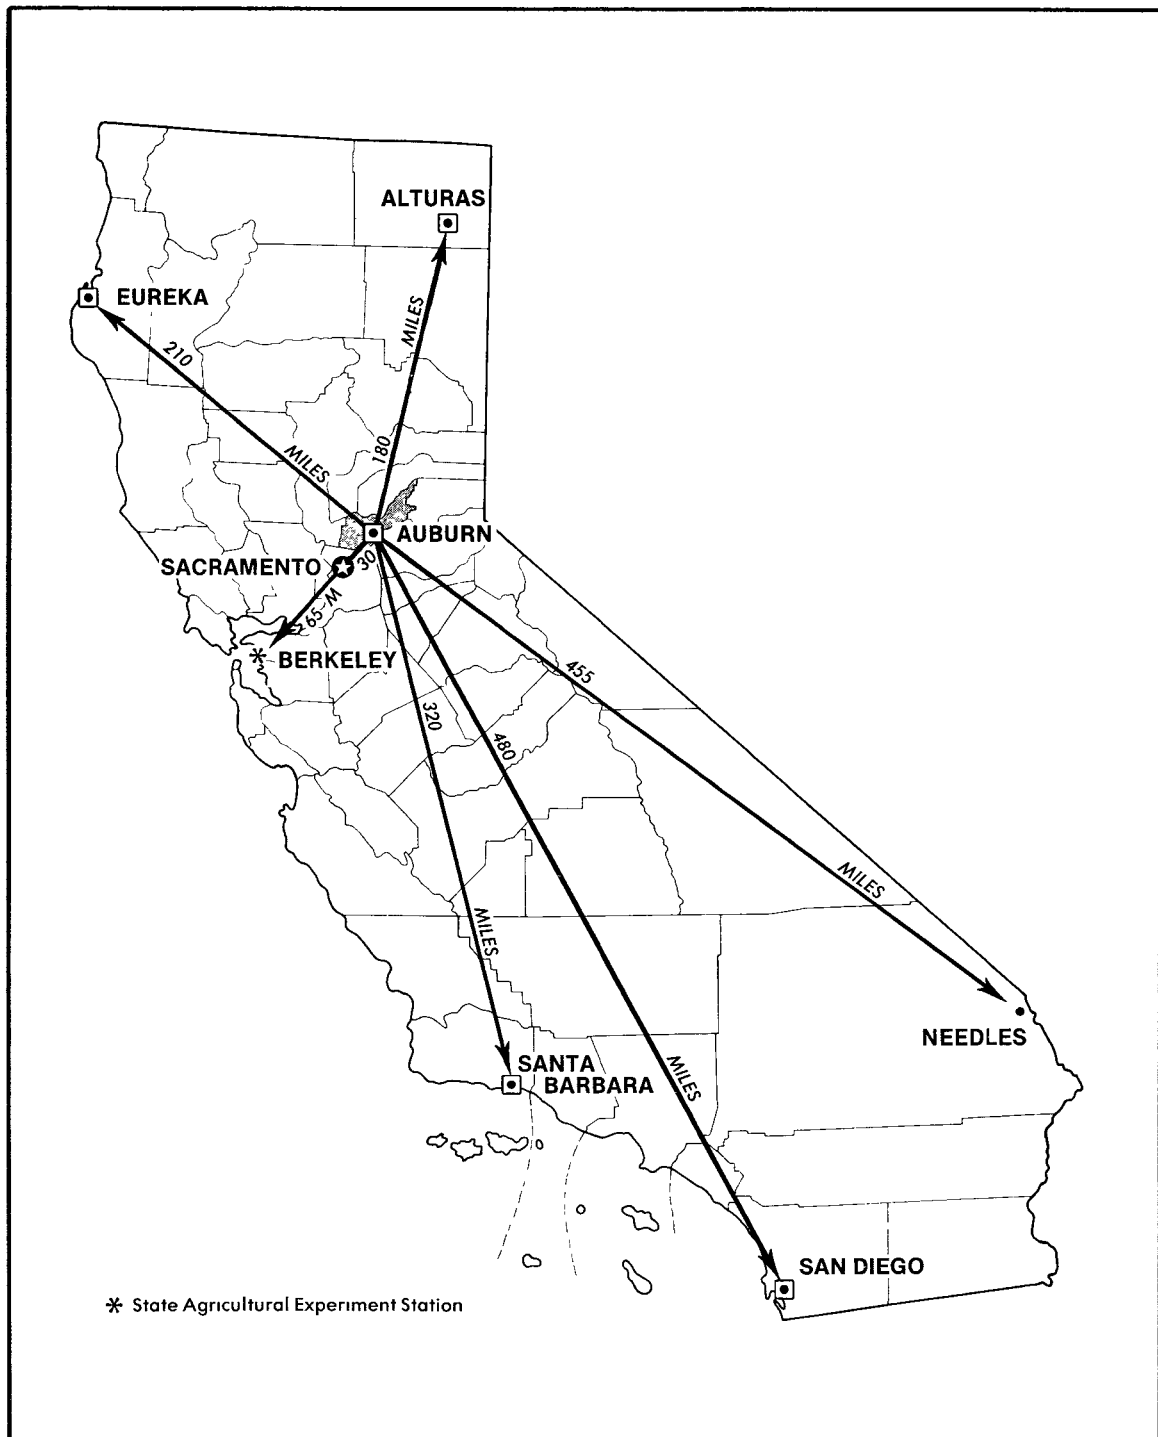 ALTURAS
EUREKA
MILES
210
MILES
180
AUBURN
SACRAMENTO
30
65-M
BERKELEY
455
320
480
MILES
MILES
NEEDLES
SANTA
BARBARA
MILES
SAN DIEGO
* State Agricultural Experiment Station